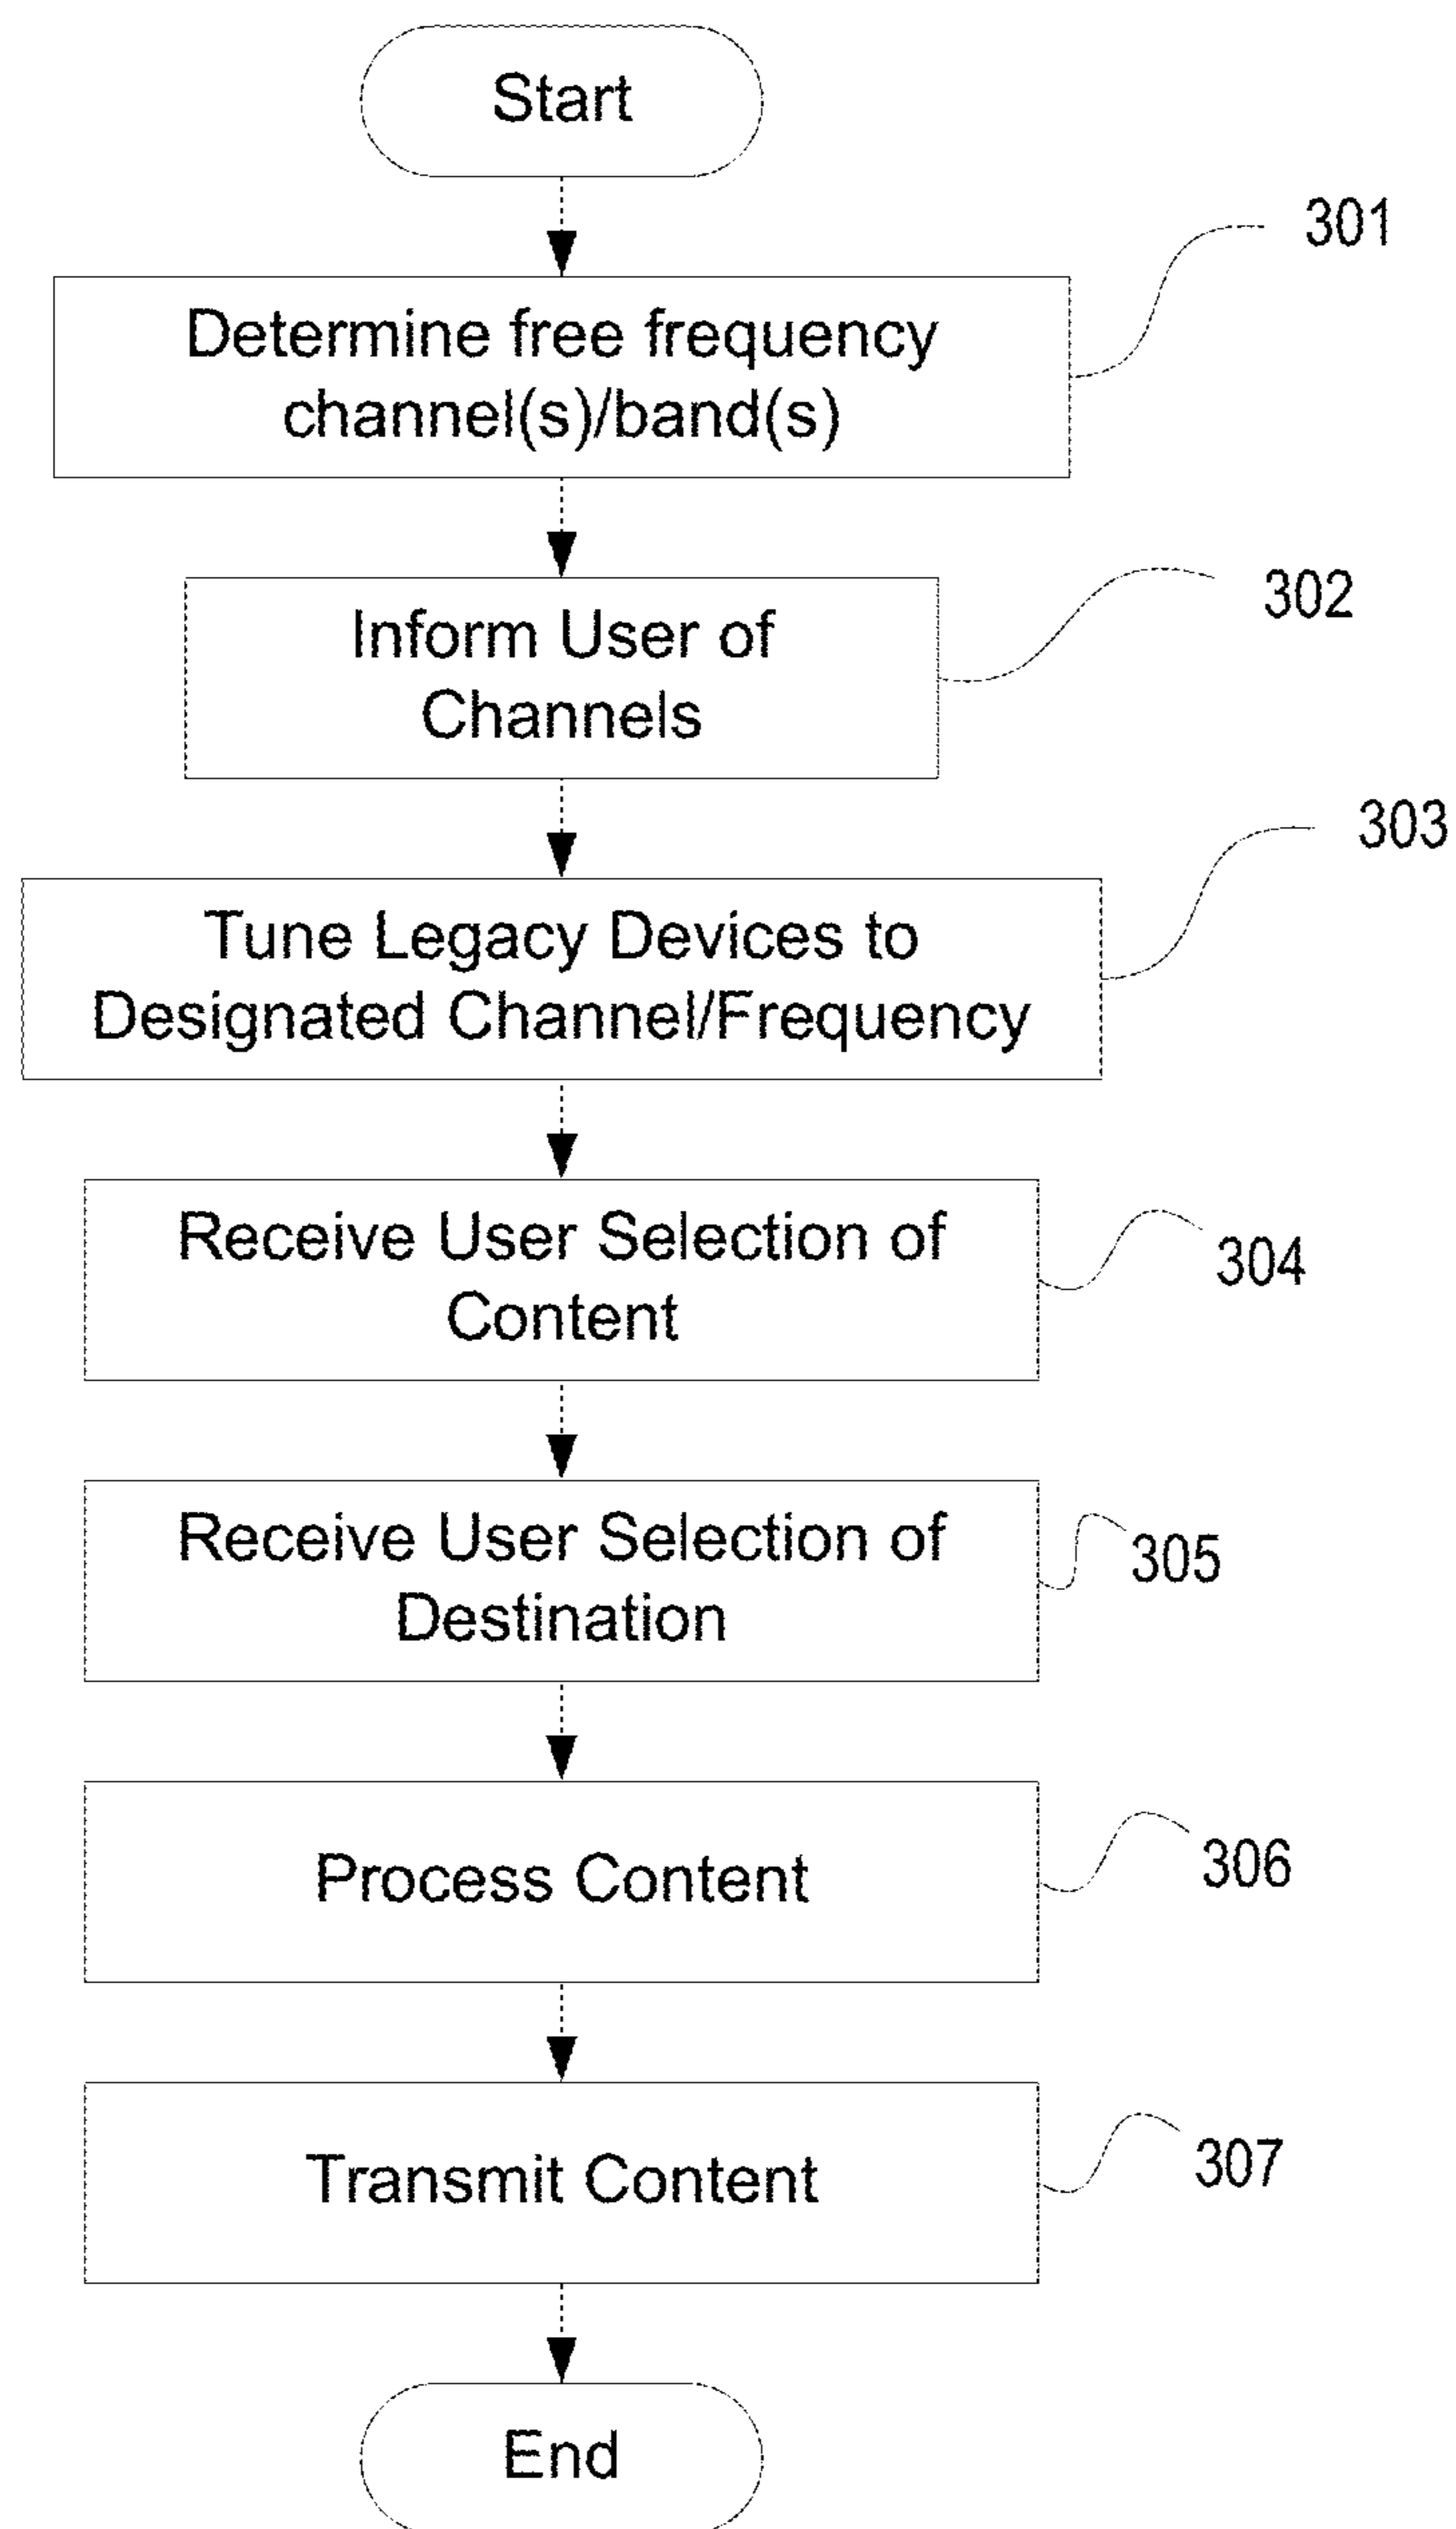 Start
301
Determine free frequency
channel(s)/band(s)
302
Inform User of
Channels
303
Tune Legacy Devices to
Designated Channel/Frequency
304
Receive User Selection of
Content
305
Receive User Selection of
Destination
306
Process Content
307
Transmit Content
End